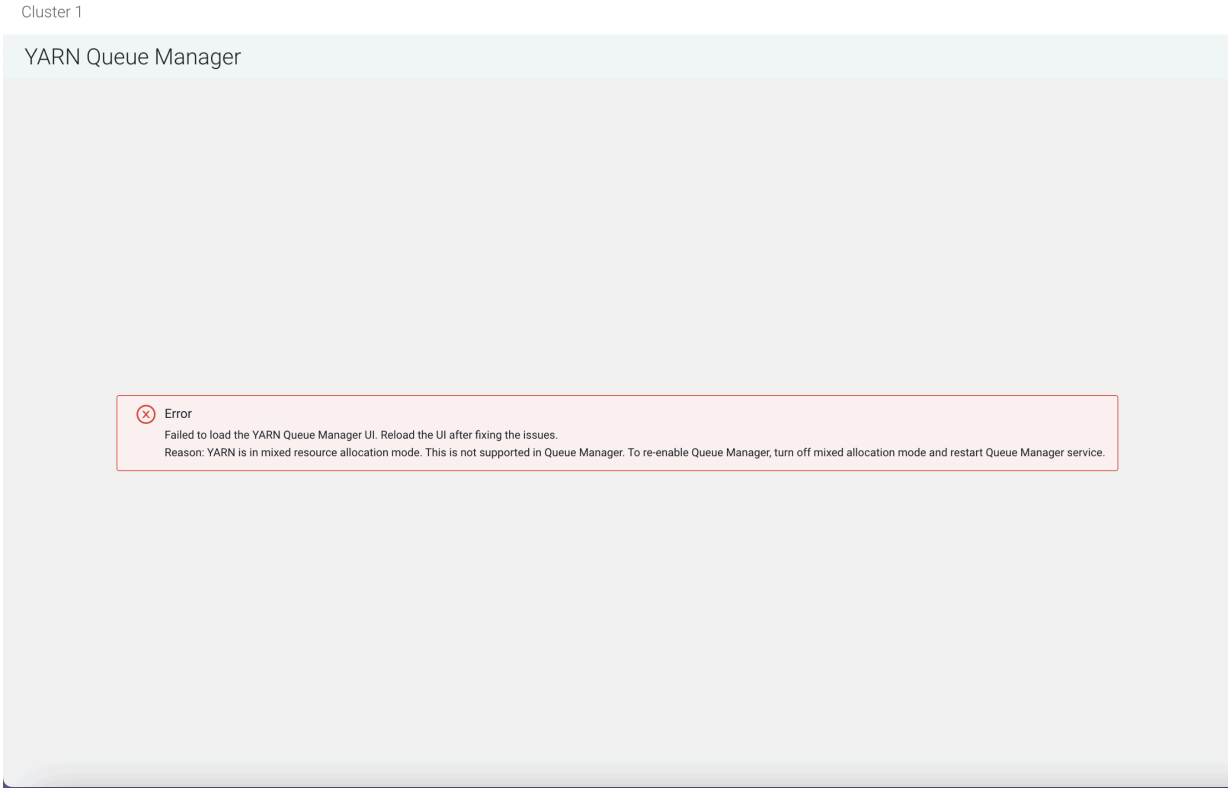 Cluster 1
YARN Queue Manager
Error
Failed to load the YARN Queue Manager UI. Reload the UI after fixing the issues.
Reason: YARN is in mixed resource allocation mode. This is not supported in Queue Manager. To re-enable Queue Manager, turn off mixed allocation mode and restart Queue Manager service.